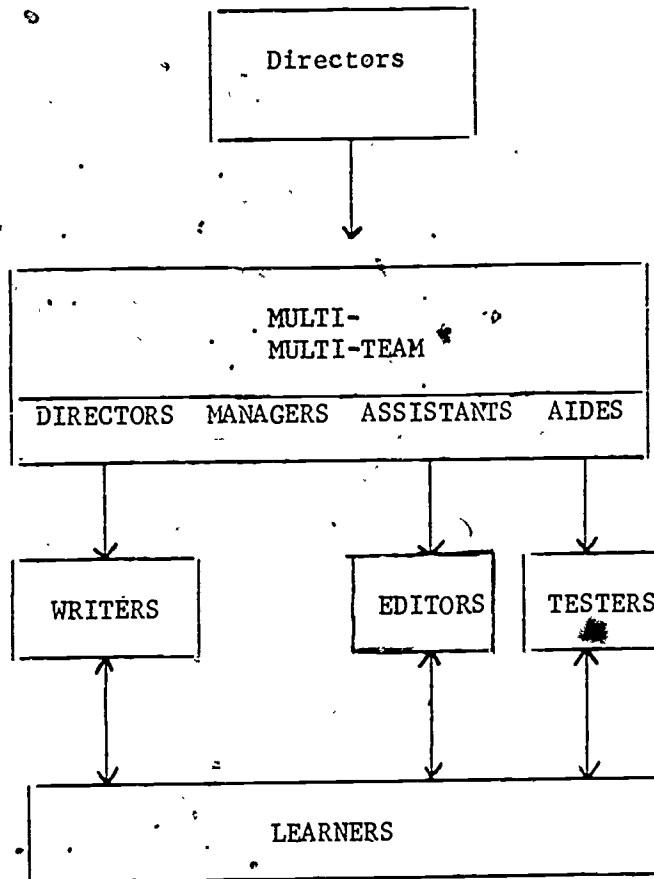 Directors
MULTI-
MULTI-TEAM
DIRECTORS MANAGERS ASSISTANTS AIDES
WRITERS EDITORS TESTERS
LEARNERS